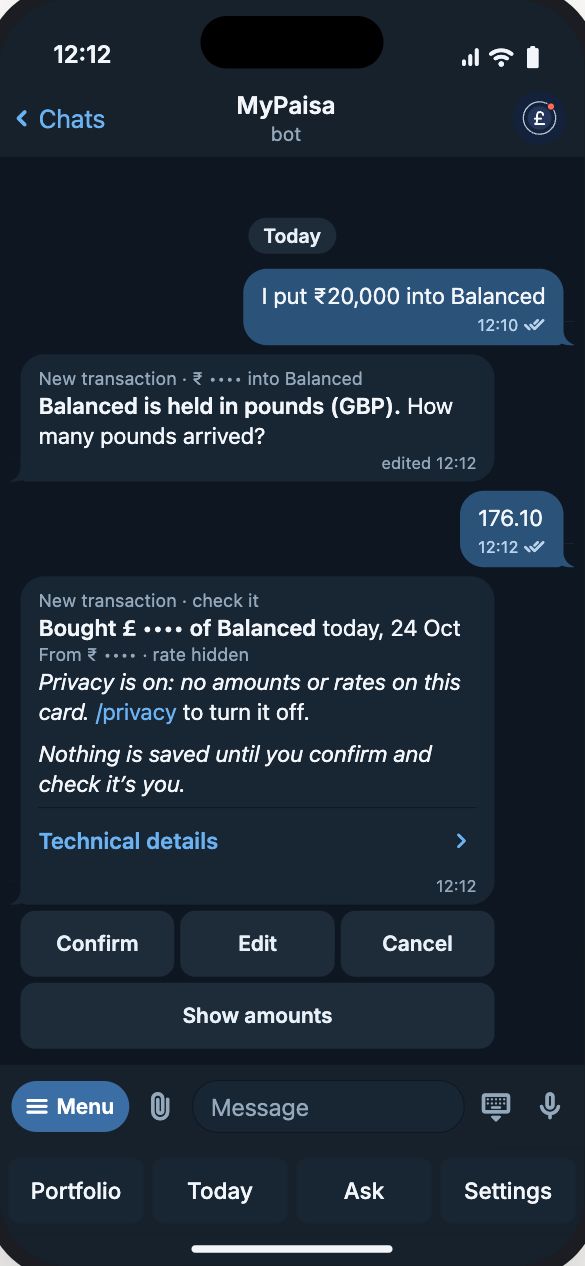 12:12
Chats
MyPaisa
bot
£
Today
I put ₹20,000 into Balanced
12:10
New transaction · ₹ •••• into Balanced
Balanced is held in pounds (GBP). How
many pounds arrived?
edited 12:12
176.10
12:12
New transaction · check it
Bought £ •••• of Balanced today, 24 Oct
From ₹ •••• · rate hidden
Privacy is on: no amounts or rates on this
card. /privacy to turn it off.
Nothing is saved until you confirm and
check it’s you.
Technical details
12:12
Confirm Edit Cancel
Show amounts
Menu Message
Portfolio Today Ask Settings